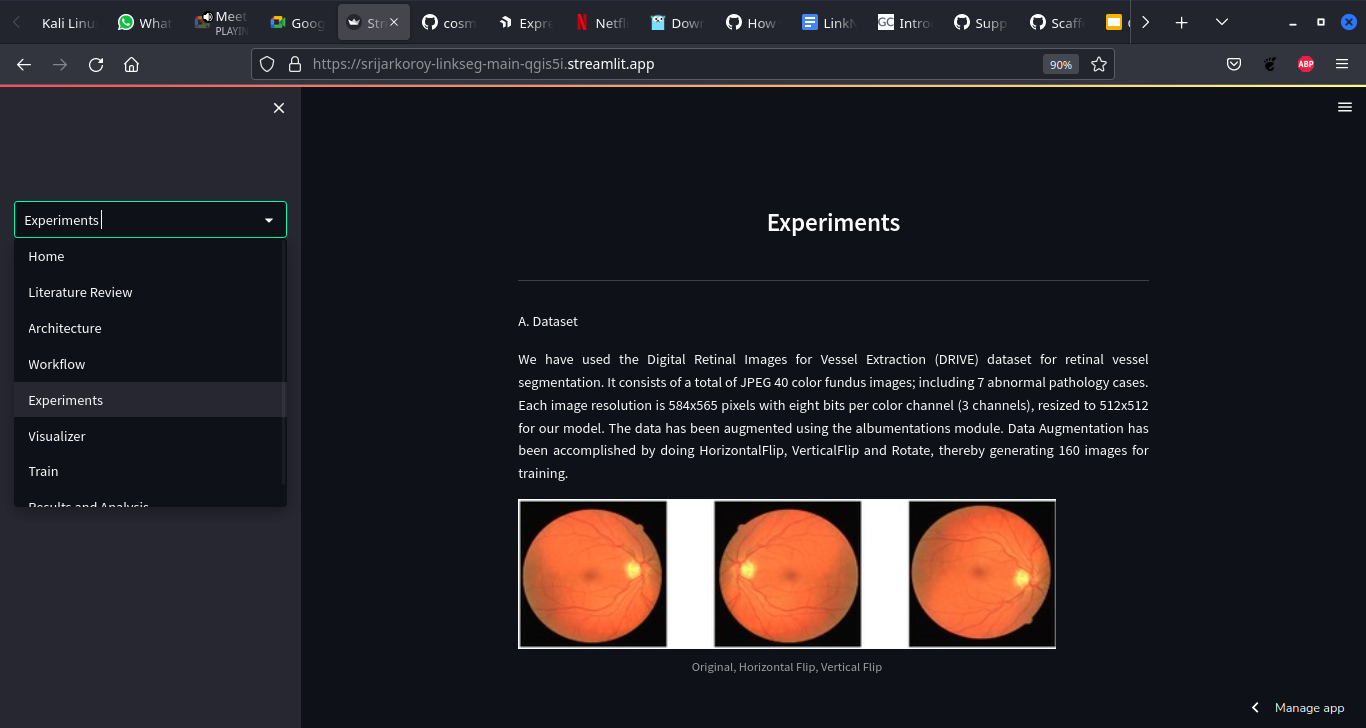 Kali Linu
What
Meet
PLAYIN
Goog
Str
cosm
Expre
Netfl
Down
How
LinkN
GC
Intro
Supp
Scaff
https://srijarkoroy-linkseg-main-qgis5i.streamlit.app
90%
ABP
Experiments
Home
Literature Review
Architecture
Workflow
Experiments
Visualizer
Train
Results and Analysis
Experiments
A. Dataset
We have used the Digital Retinal Images for Vessel Extraction (DRIVE) dataset for retinal vessel
segmentation. It consists of a total of JPEG 40 color fundus images; including 7 abnormal pathology cases.
Each image resolution is 584x565 pixels with eight bits per color channel (3 channels), resized to 512x512
for our model. The data has been augmented using the albumentations module. Data Augmentation has
been accomplished by doing HorizontalFlip, VerticalFlip and Rotate, thereby generating 160 images for
training.
Original, Horizontal Flip, Vertical Flip
Manage app